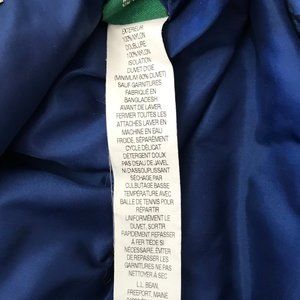 EXTÉRIEUR
100% NYLON
DOUBLURE
100% NYLON
ISOLATION
DUVET D'OIE
(MINIMUM 80% DUVET)
SAUF GARNITURES
FABRIQUÉ EN
BANGLADESH
AVANT DE LAVER,
FERMER TOUTES LES
ATTACHÉS LAVER EN
MACHINE EN EAU
FROIDE, SÉPARÉMENT
CYCLE DÉLICAT
DÉTERGENT DOUX
PAS D'EAU DE JAVEL
NI D'ASSOUPLISSANT
SÉCHAGE PAR
CULBUTAGE BASSE
TEMPÉRATURE AVEC
BALLE DE TENNIS POUR
RÉPARTIR
UNIFORMÉMENT LE
DUVET, SORTIR
RAPIDEMENT REPASSER
À FER TIÈDE SI
NÉCESSAIRE, ÉVITER
DE REPASSER LES
GARNITURES NE PAS
NETTOYER À SEC
L.L. BEAN,
FREEPORT, MAINE